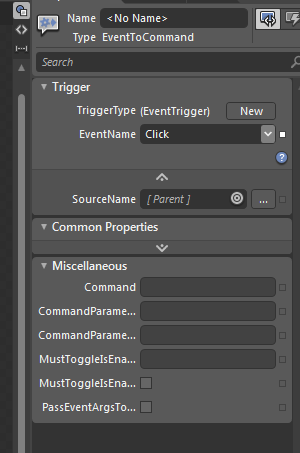 Name <No Name>
Type EventToCommand
Search
Trigger
TriggerType (EventTrigger) New
EventName Click
?
SourceName [ Parent ] ...
Common Properties
Miscellaneous
Command
CommandParame...
CommandParame...
MustToggleIsEna...
MustToggleIsEna...
PassEventArgsTo...